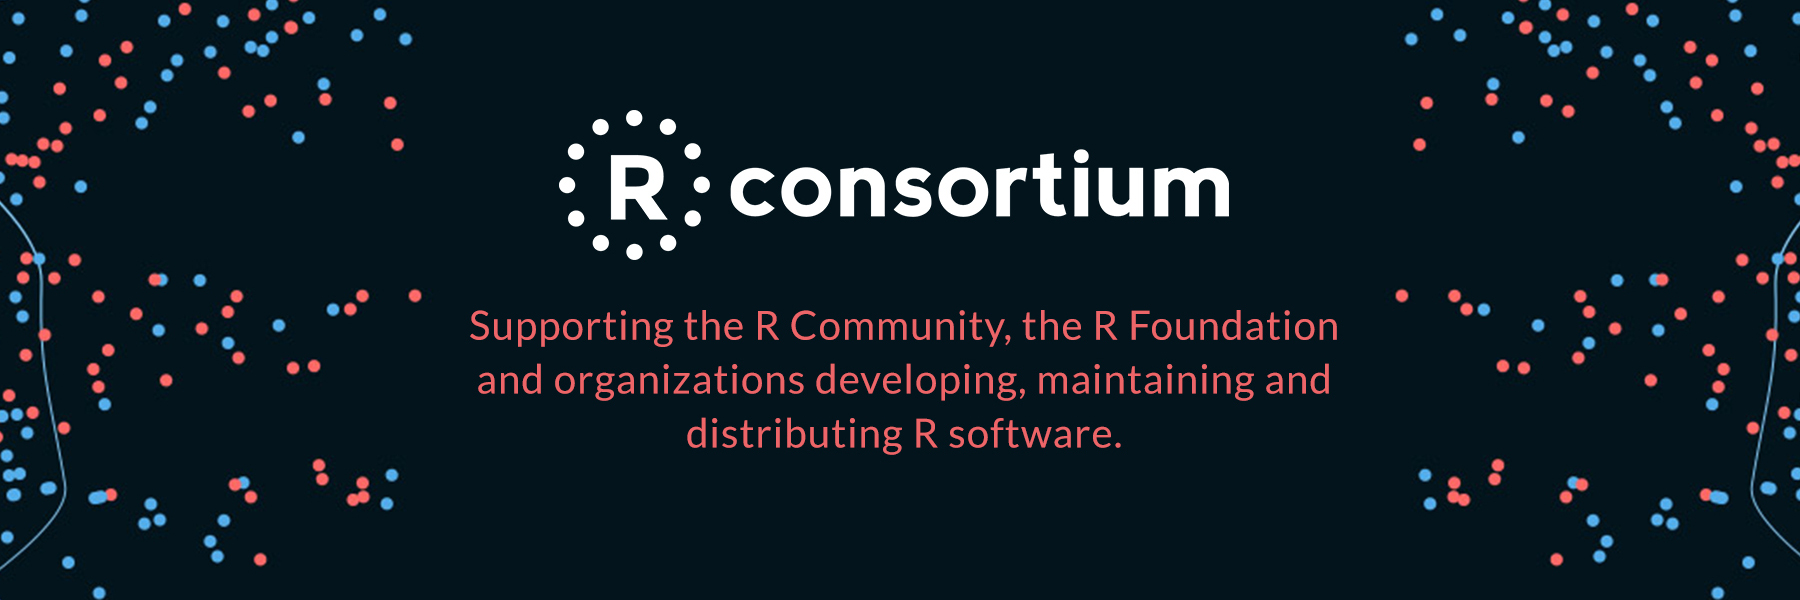 R consortium
Supporting the R Community, the R Foundation
and organizations developing, maintaining and
distributing R software.